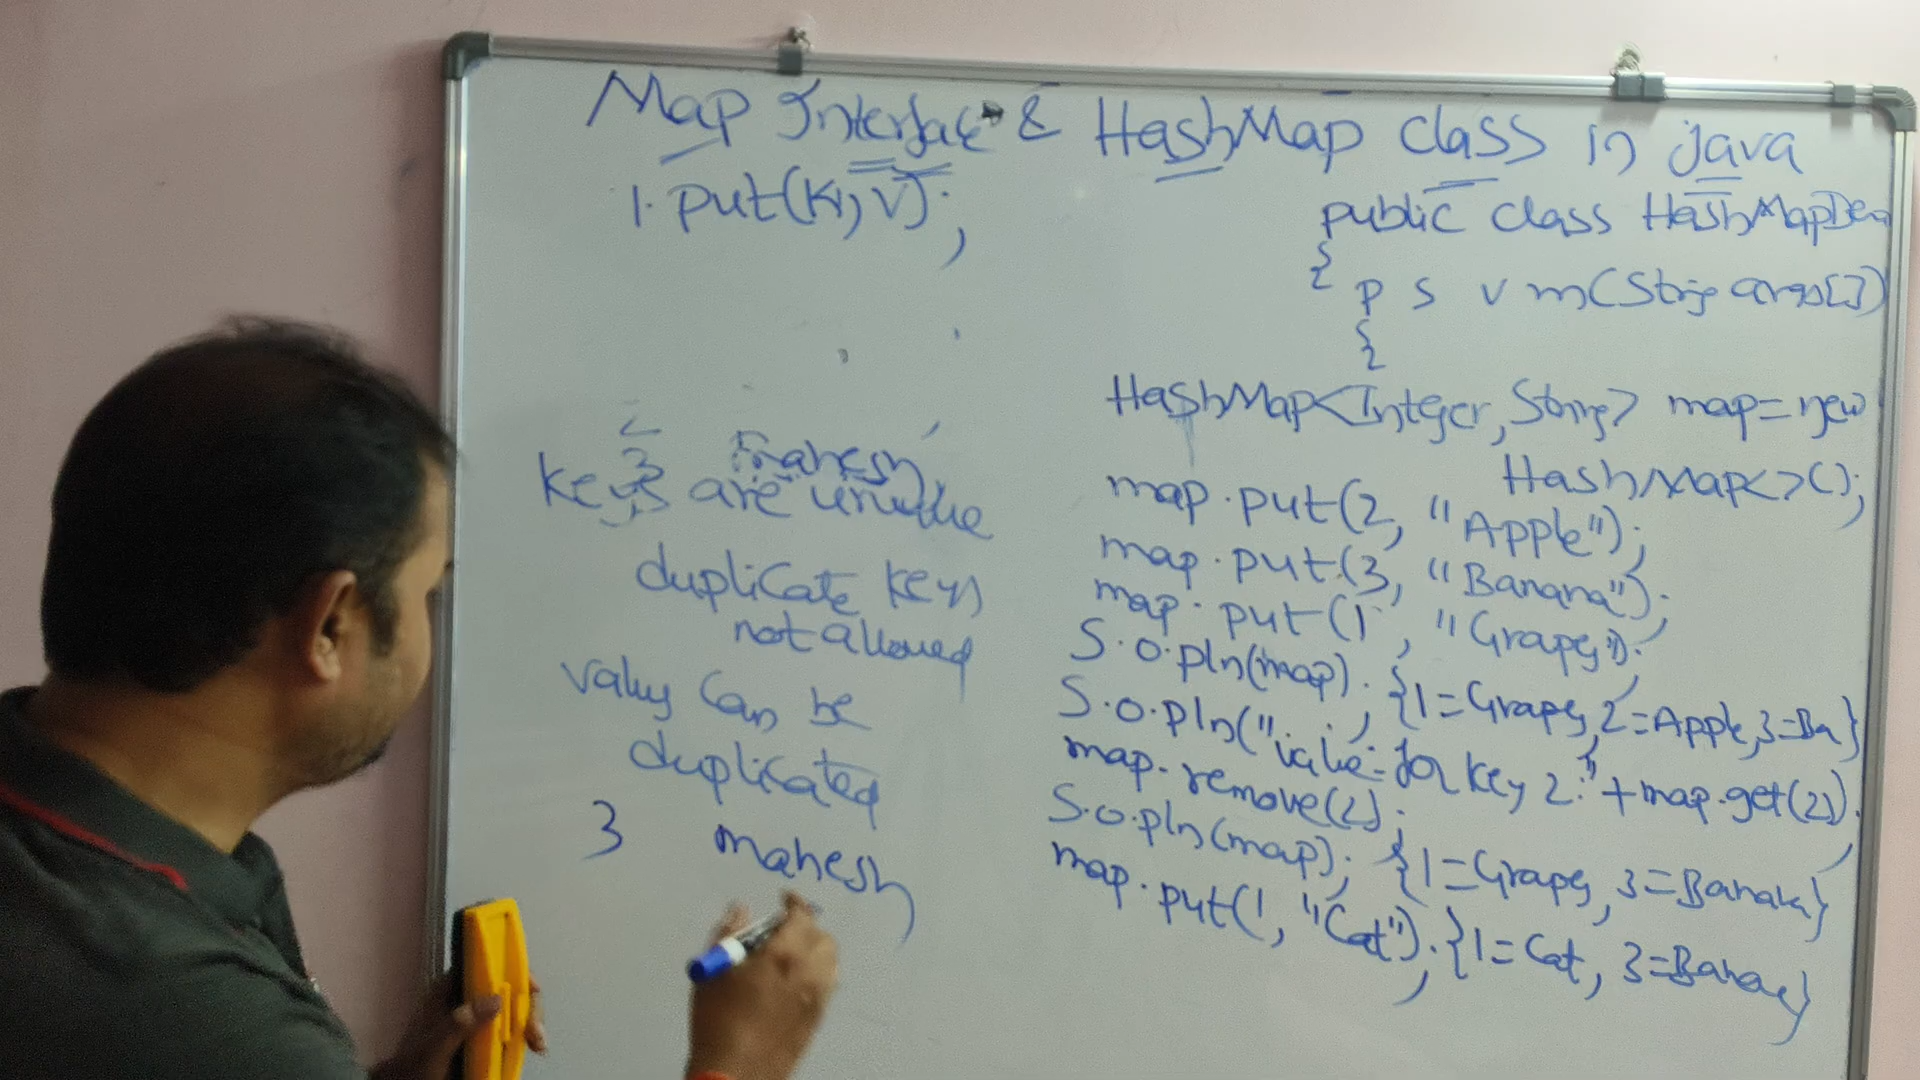 Map Interface & HashMap class in java
1. put(K, V);
keys are unique
duplicate keys
not allowed
values can be
duplicated
3 mahesh
public class HashMapDem
{
p s v m(String args[])
{
HashMap<Integer, String> map = new
HashMap<>();
map.put(2, "Apple");
map.put(3, "Banana");
map.put(1, "Grapes");
S.o.pln(map); {1=Grapes, 2=Apple, 3=Ba}
S.o.pln("value for key 2:" + map.get(2));
map.remove(2);
S.o.pln(map); {1=Grapes, 3=Banana}
map.put(1, "Cat"); {1=Cat, 3=Banana}